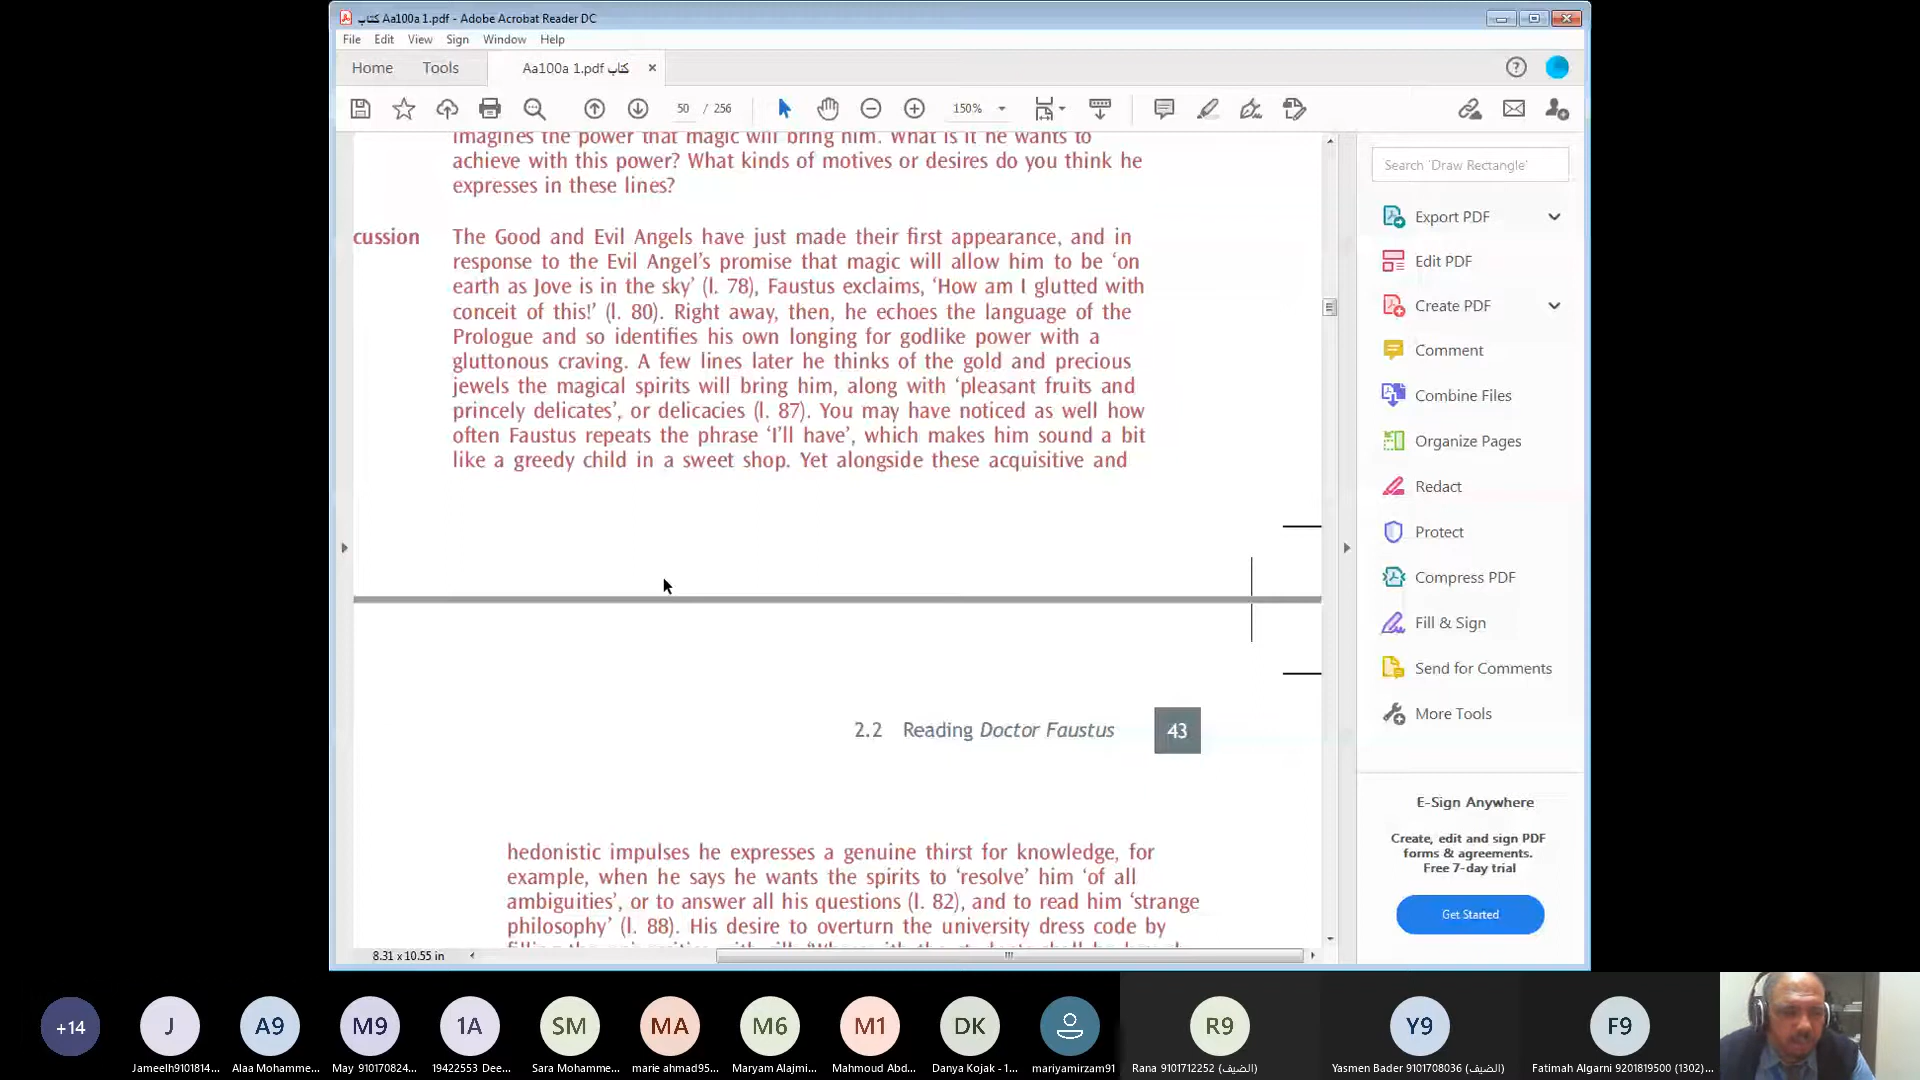 كتاب Aa100a 1.pdf - Adobe Acrobat Reader DC
File Edit View Sign Window Help
Home Tools كتاب Aa100a 1.pdf
50 / 256 150%
imagines the power that magic will bring him. What is it he wants to
achieve with this power? What kinds of motives or desires do you think he
expresses in these lines?
cussion The Good and Evil Angels have just made their first appearance, and in
response to the Evil Angel's promise that magic will allow him to be ‘on
earth as Jove is in the sky’ (l. 78), Faustus exclaims, ‘How am I glutted with
conceit of this!’ (l. 80). Right away, then, he echoes the language of the
Prologue and so identifies his own longing for godlike power with a
gluttonous craving. A few lines later he thinks of the gold and precious
jewels the magical spirits will bring him, along with ‘pleasant fruits and
princely delicates’, or delicacies (l. 87). You may have noticed as well how
often Faustus repeats the phrase ‘I’ll have’, which makes him sound a bit
like a greedy child in a sweet shop. Yet alongside these acquisitive and
2.2 Reading Doctor Faustus 43
hedonistic impulses he expresses a genuine thirst for knowledge, for
example, when he says he wants the spirits to ‘resolve’ him ‘of all
ambiguities’, or to answer all his questions (l. 82), and to read him ‘strange
philosophy’ (l. 88). His desire to overturn the university dress code by
8.31 x 10.55 in
Search 'Draw Rectangle'
Export PDF
Edit PDF
Create PDF
Comment
Combine Files
Organize Pages
Redact
Protect
Compress PDF
Fill & Sign
Send for Comments
More Tools
E-Sign Anywhere
Create, edit and sign PDF
forms & agreements.
Free 7-day trial
Get Started
+14 J A9 M9 1A SM MA M6 M1 DK R9 Y9 F9
Jameelh9101814... Alaa Mohamme... May 910170824... 19422553 Dee... Sara Mohamme... marie ahmad95... Maryam Alajmi... Mahmoud Abd... Danya Kojak - 1... mariyamirzam91 Rana 9101712252 (الضيف) Yasmen Bader 9101708036 (الضيف) Fatimah Algarni 9201819500 (1302)...